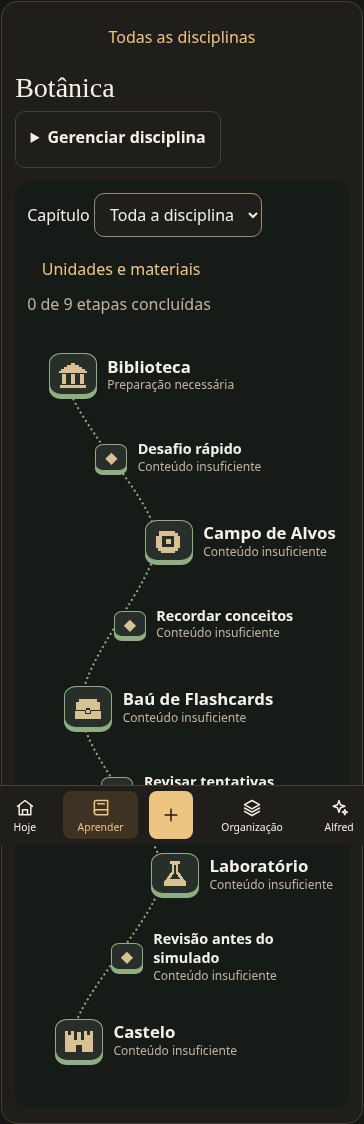 Todas as disciplinas
Botânica
Gerenciar disciplina
Capítulo Toda a disciplina
Unidades e materiais
0 de 9 etapas concluídas
Biblioteca
Preparação necessária
Desafio rápido
Conteúdo insuficiente
Campo de Alvos
Conteúdo insuficiente
Recordar conceitos
Conteúdo insuficiente
Baú de Flashcards
Conteúdo insuficiente
Revisar tentativas
Hoje Aprender Organização Alfred
Laboratório
Conteúdo insuficiente
Revisão antes do
simulado
Conteúdo insuficiente
Castelo
Conteúdo insuficiente